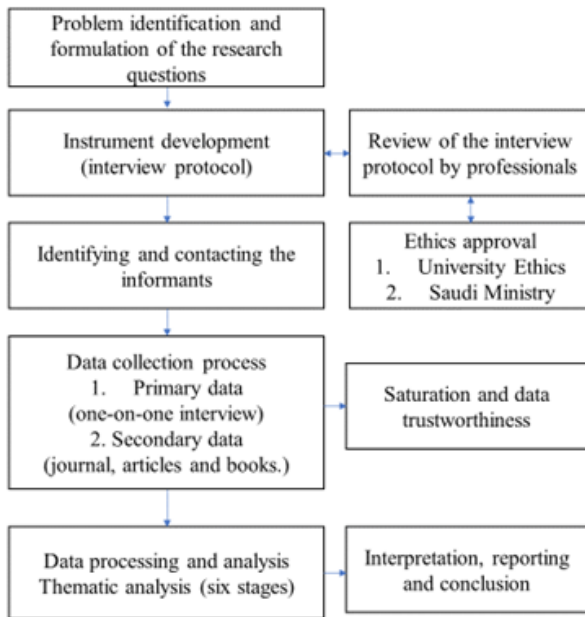 Problem identification and
formulation of the research
questions
Instrument development
(interview protocol)
Review of the interview
protocol by professionals
Identifying and contacting the
informants
Ethics approval
1. University Ethics
2. Saudi Ministry
Data collection process
1. Primary data
(one-on-one interview)
2. Secondary data
(journal, articles and books.)
Saturation and data
trustworthiness
Data processing and analysis
Thematic analysis (six stages)
Interpretation, reporting
and conclusion